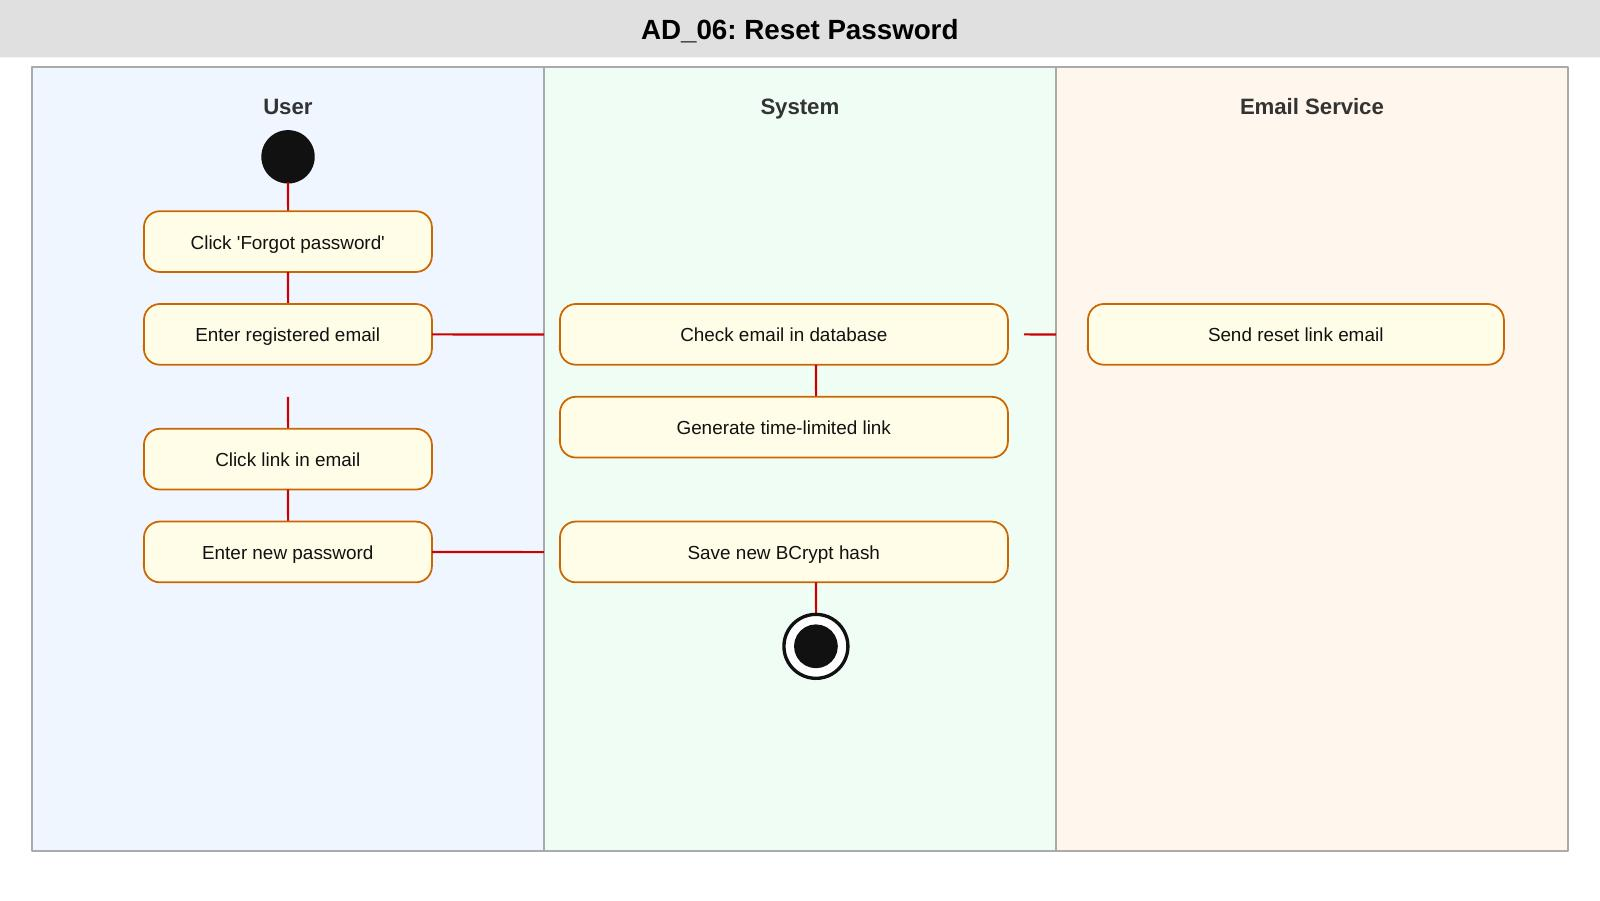 AD_06: Reset Password
User
System
Email Service
Click 'Forgot password'
Enter registered email
Check email in database
Send reset link email
Generate time-limited link
Click link in email
Enter new password
Save new BCrypt hash